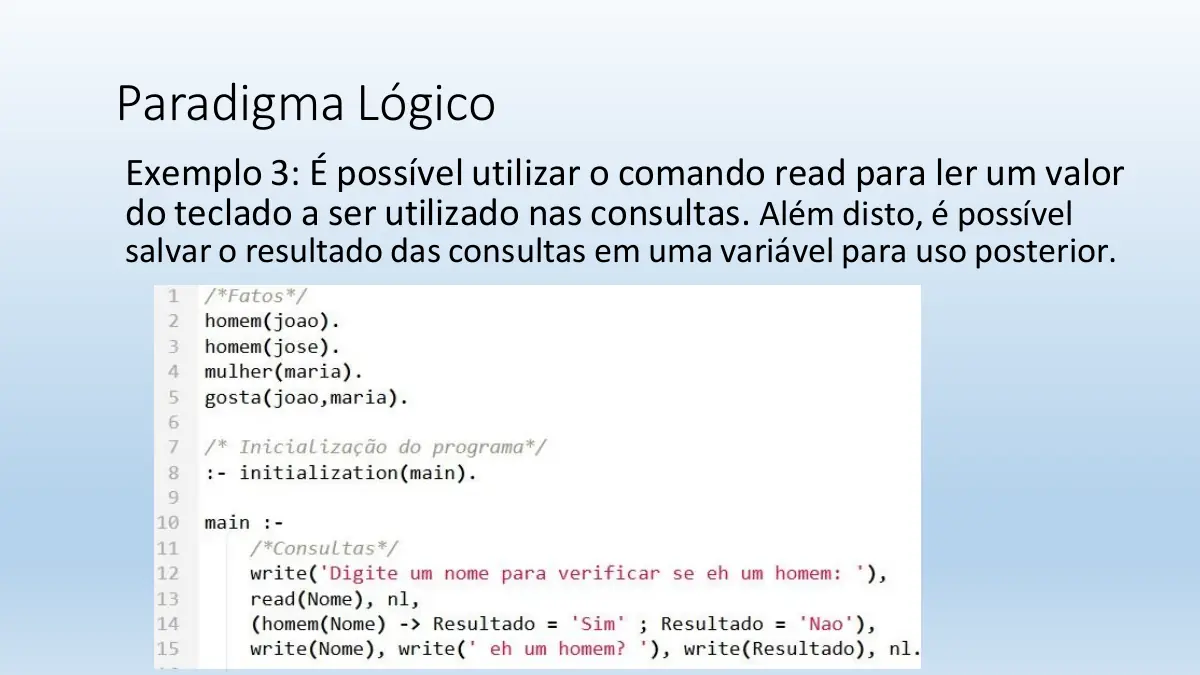 Paradigma Lógico
Exemplo 3: É possível utilizar o comando read para ler um valor
do teclado a ser utilizado nas consultas. Além disto, é possível
salvar o resultado das consultas em uma variável para uso posterior.
1 /*Fatos*/
2 homem(joao).
3 homem(jose).
4 mulher(maria).
5 gosta(joao,maria).
6
7 /* Inicialização do programa*/
8 :- initialization(main).
9
10 main :-
11 /*Consultas*/
12 write('Digite um nome para verificar se eh um homem: '),
13 read(Nome), nl,
14 (homem(Nome) -> Resultado = 'Sim' ; Resultado = 'Nao'),
15 write(Nome), write(' eh um homem? '), write(Resultado), nl.